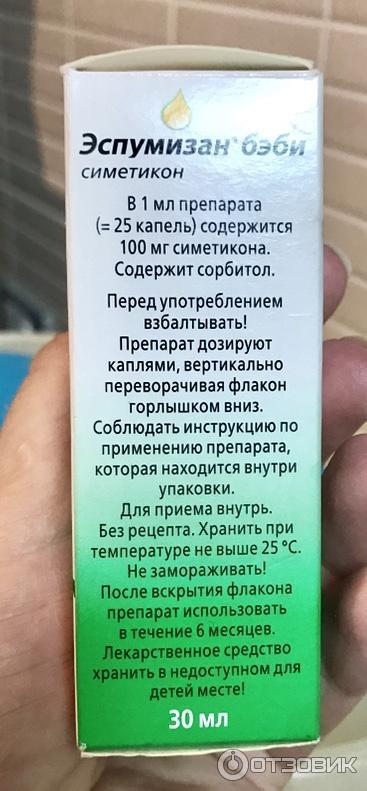 Эспумизан® бэби
симетикон
В 1 мл препарата
(= 25 капель) содержится
100 мг симетикона.
Содержит сорбитол.
Перед употреблением
взбалтывать!
Препарат дозируют
каплями, вертикально
переворачивая флакон
горлышком вниз.
Соблюдать инструкцию по
применению препарата,
которая находится внутри
упаковки.
Для приема внутрь.
Без рецепта. Хранить при
температуре не выше 25 °C.
Не замораживать!
После вскрытия флакона
препарат использовать
в течение 6 месяцев.
Лекарственное средство
хранить в недоступном для
детей месте!
30 мл
ОТЗОВИК